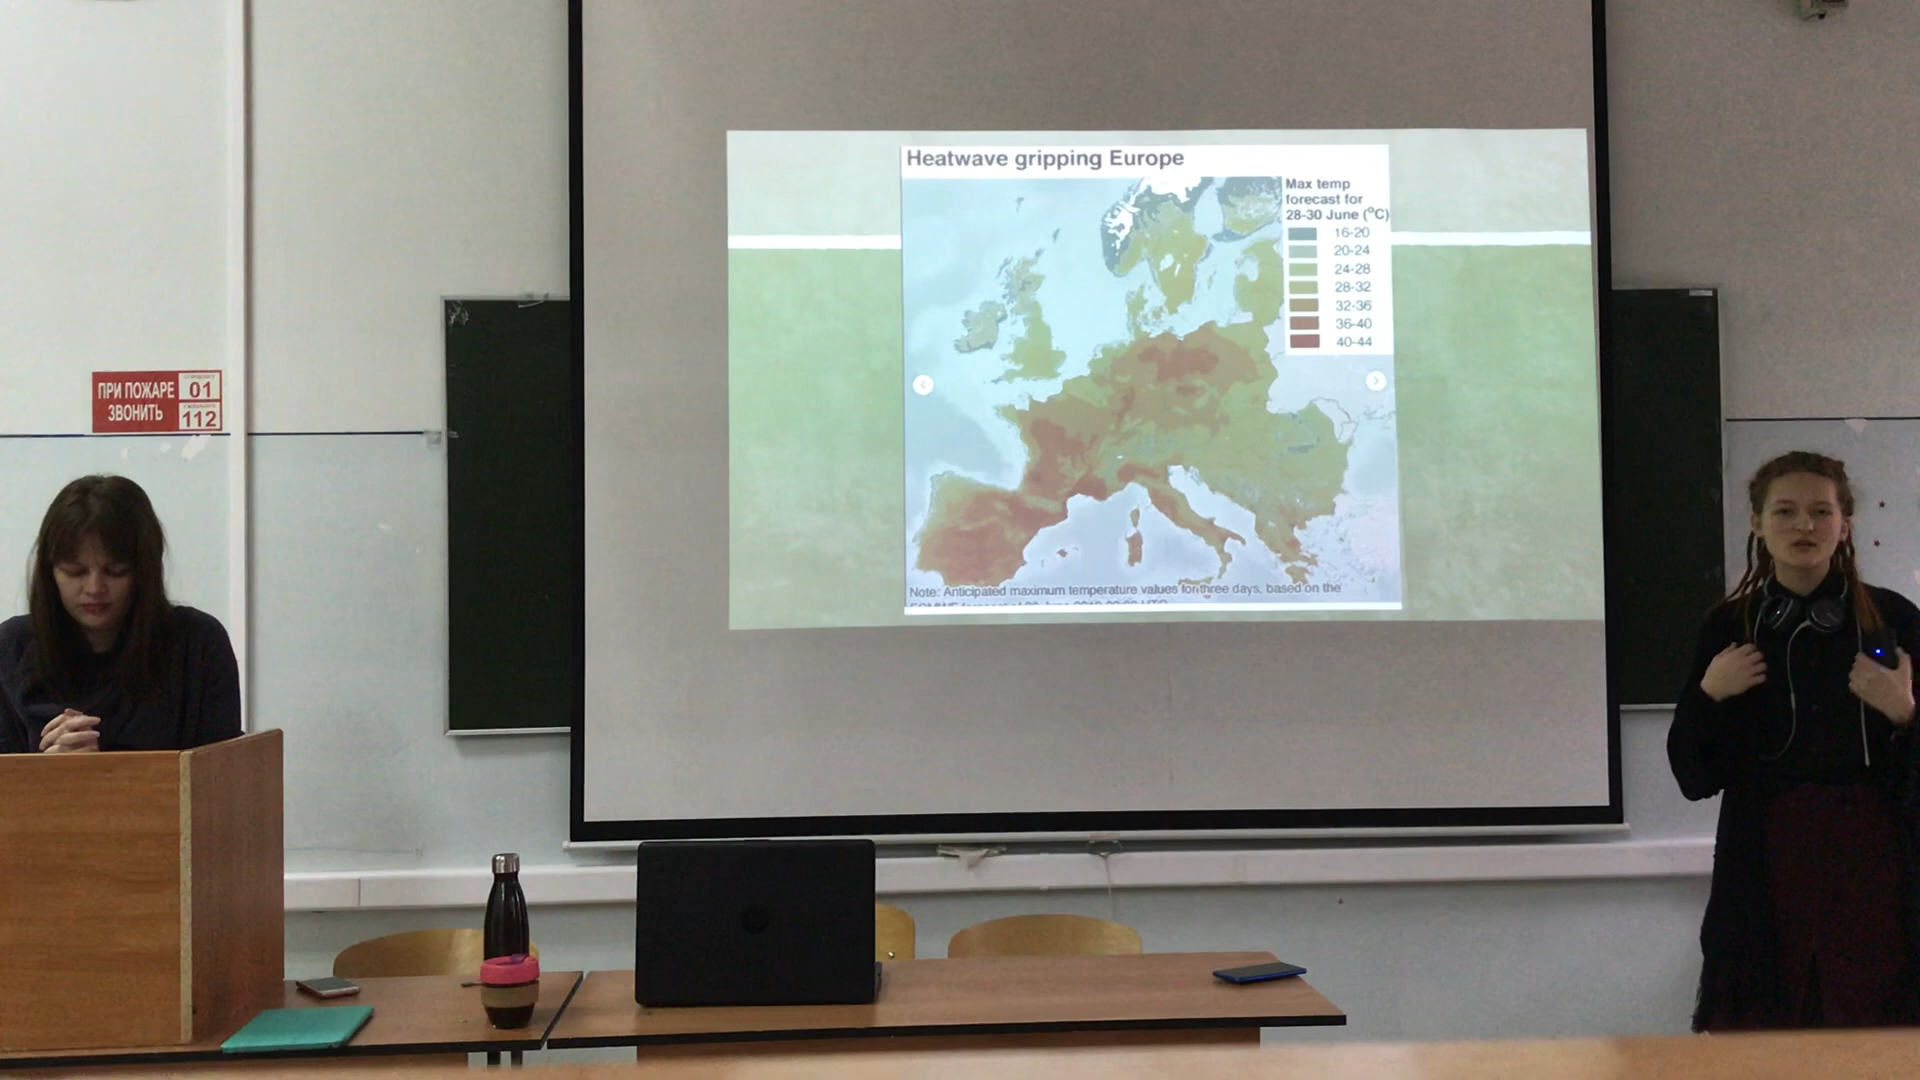 Heatwave gripping Europe
Max temp
forecast for
28-30 June (°C)
16-20
20-24
24-28
28-32
32-36
36-40
40-44
Note: Anticipated maximum temperature values for three days, based on the
ПРИ ПОЖАРЕ
ЗВОНИТЬ
01
112